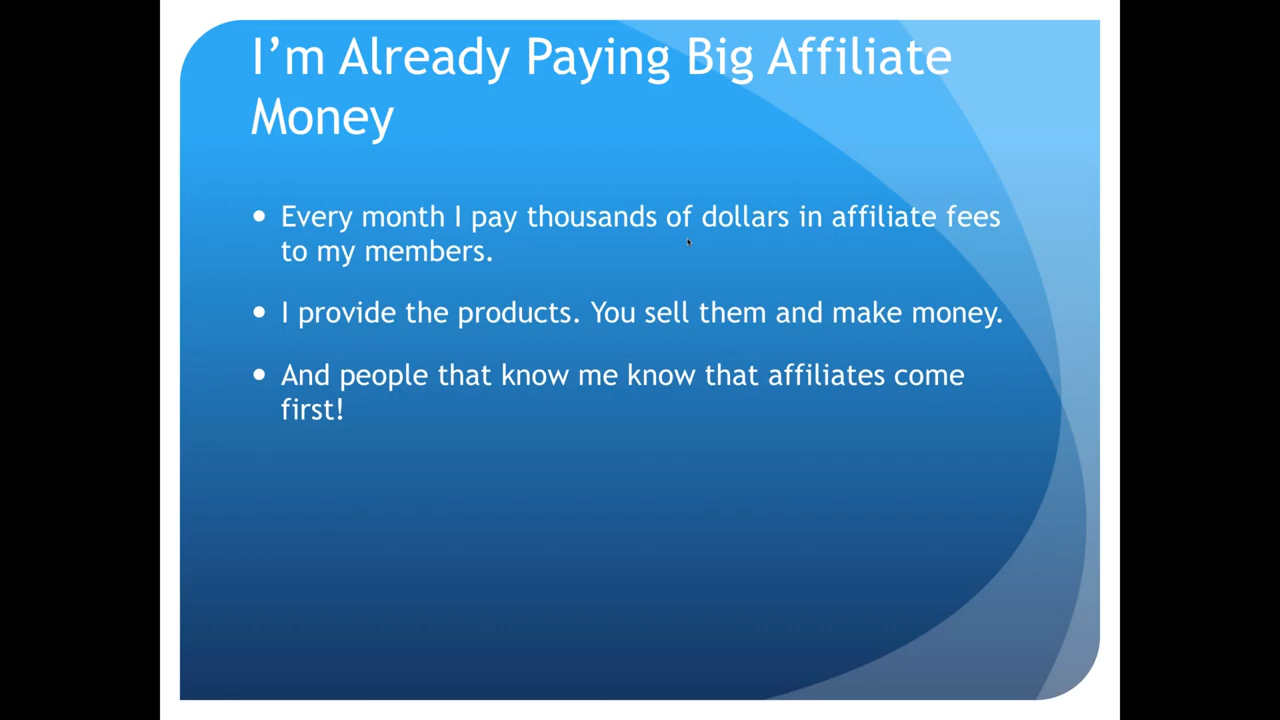 I’m Already Paying Big Affiliate
Money
• Every month I pay thousands of dollars in affiliate fees
to my members.
• I provide the products. You sell them and make money.
• And people that know me know that affiliates come
first!